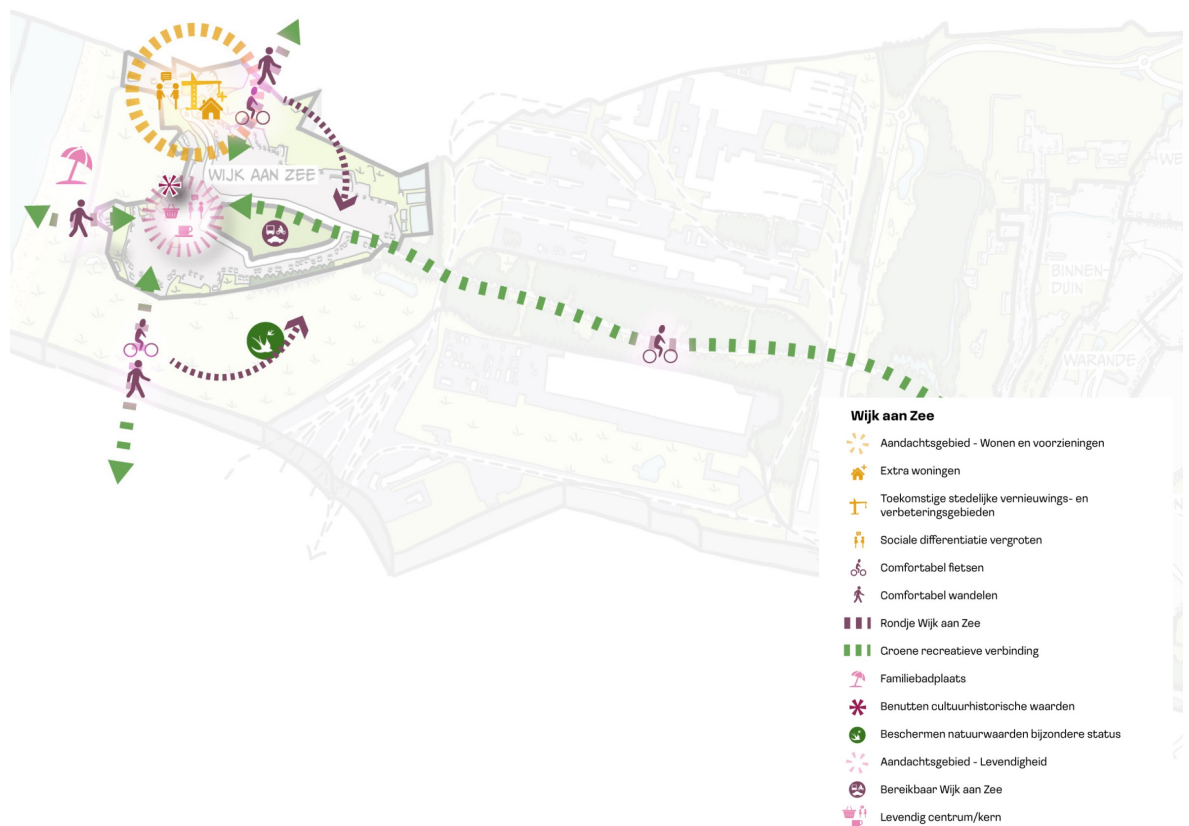 WIJK AAN ZEE
BINNEN-
DUIN
WARANDE
WE
Wijk aan Zee
Aandachtsgebied - Wonen en voorzieningen
Extra woningen
Toekomstige stedelijke vernieuwings- en
verbeteringsgebieden
Sociale differentiatie vergroten
Comfortabel fietsen
Comfortabel wandelen
Rondje Wijk aan Zee
Groene recreatieve verbinding
Familiebadplaats
Benutten cultuurhistorische waarden
Beschermen natuurwaarden bijzondere status
Aandachtsgebied - Levendigheid
Bereikbaar Wijk aan Zee
Levendig centrum/kern